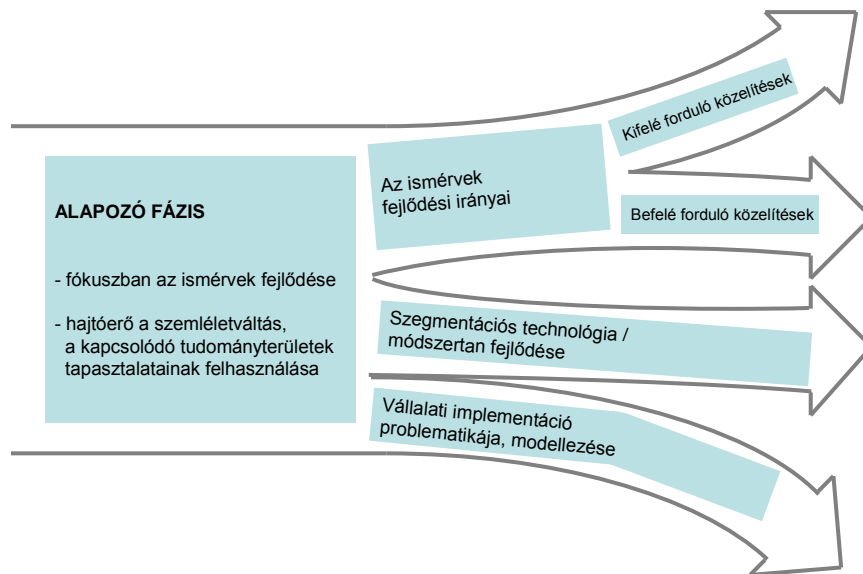 ALAPOZÓ FÁZIS
- fókuszban az ismérvek fejlődése
- hajtóerő a szemléletváltás,
a kapcsolódó tudományterületek
tapasztalatainak felhasználása
Az ismérvek
fejlődési irányai
Kifelé forduló közelítések
Befelé forduló közelítések
Szegmentációs technológia /
módszertan fejlődése
Vállalati implementáció
problematikája, modellezése